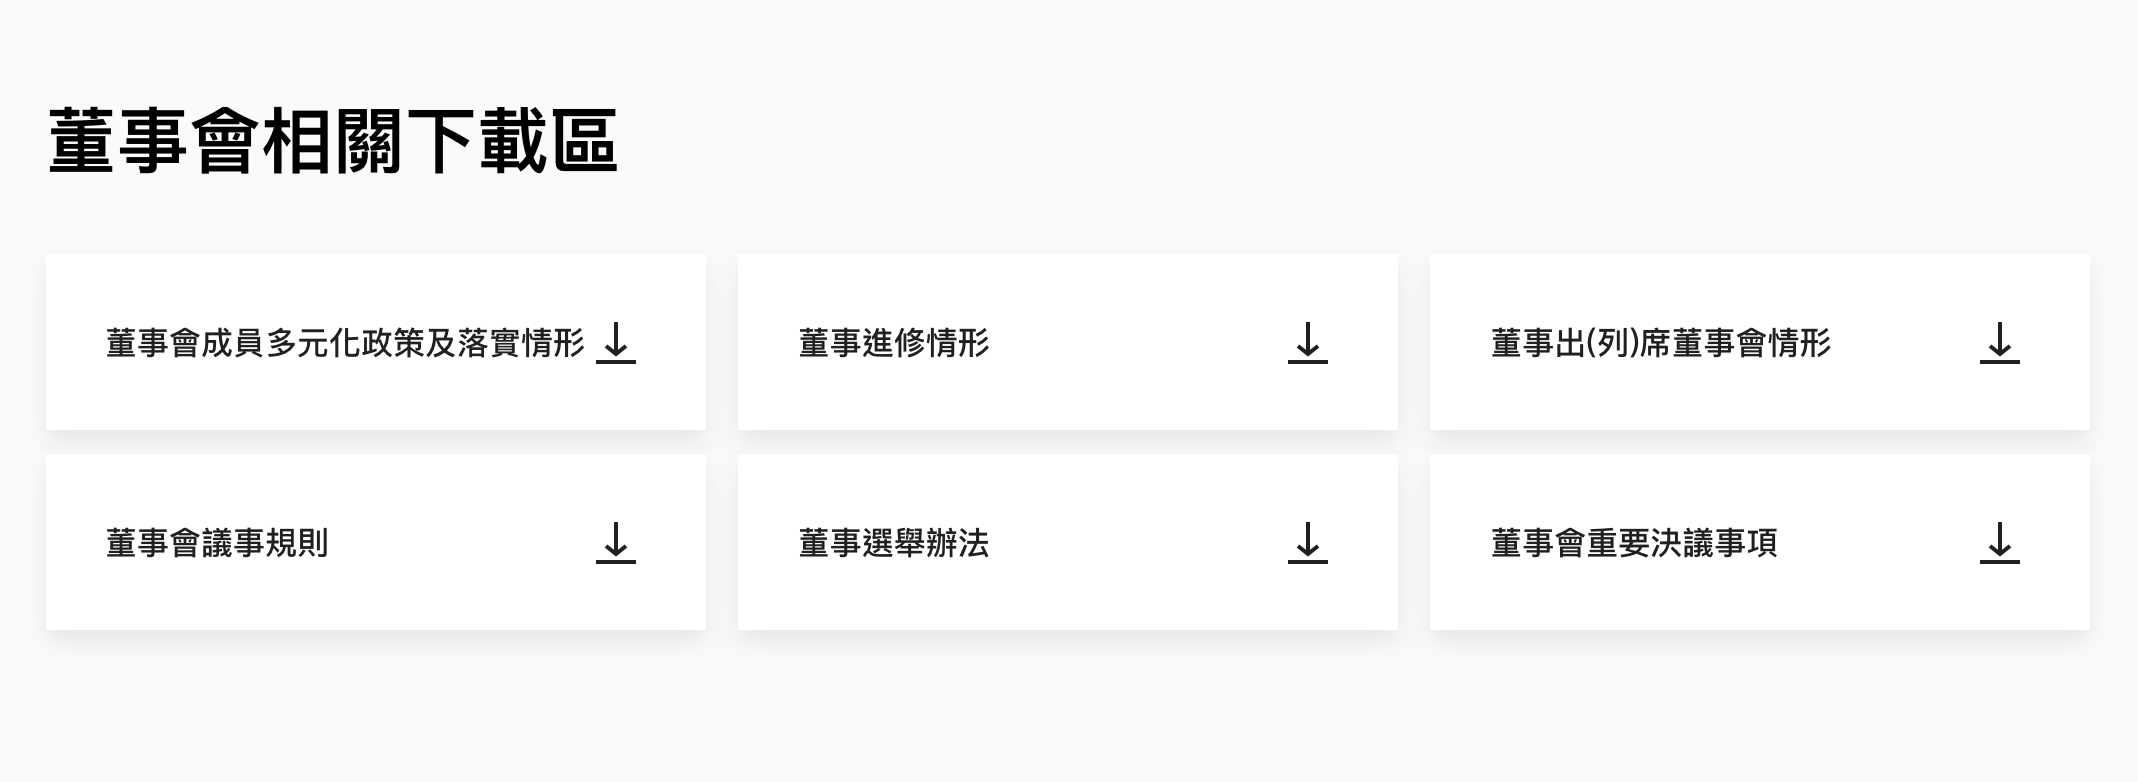 董事會相關下載區
董事會成員多元化政策及落實情形
董事進修情形
董事出(列)席董事會情形
董事會議事規則
董事選舉辦法
董事會重要決議事項